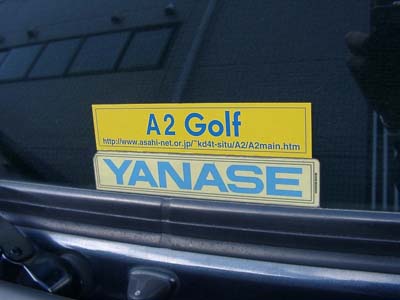 A2 Golf
http://www.asahi-net.or.jp/~kd4t-situ/A2/A2main.htm
YANASE